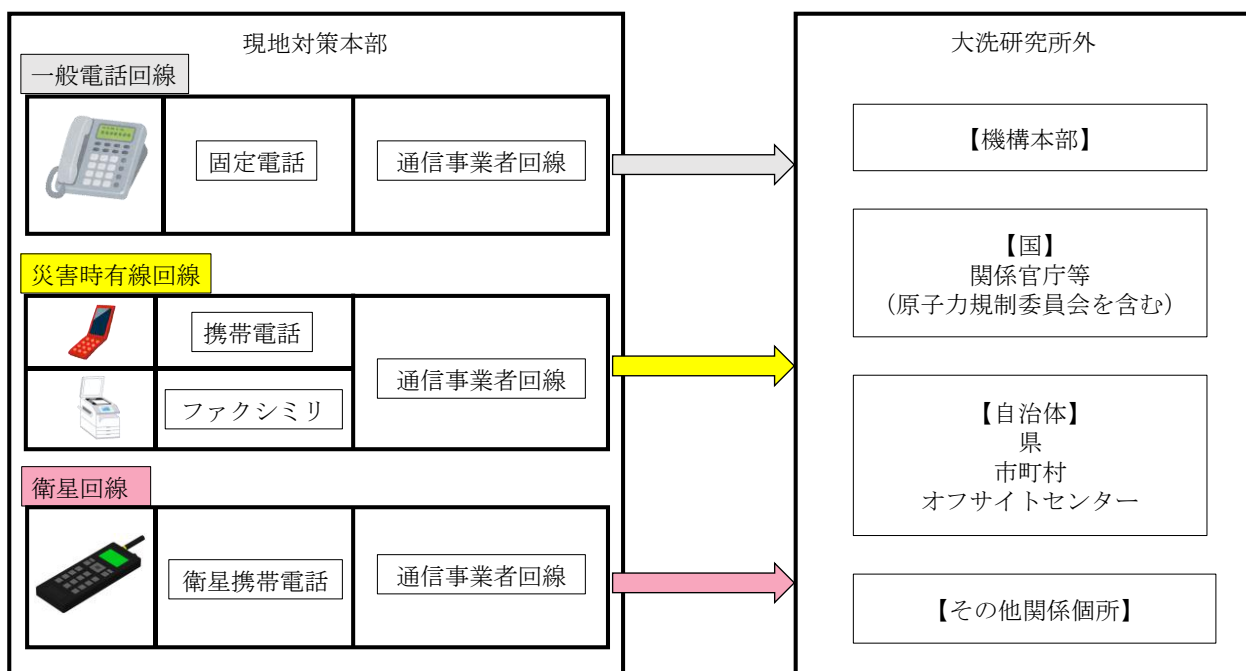 現地対策本部
一般電話回線
固定電話
通信事業者回線
災害時有線回線
携帯電話
ファクシミリ
通信事業者回線
衛星回線
衛星携帯電話
通信事業者回線
大洗研究所外
【機構本部】
【国】
関係官庁等
(原子力規制委員会を含む)
【自治体】
県
市町村
オフサイトセンター
【その他関係個所】